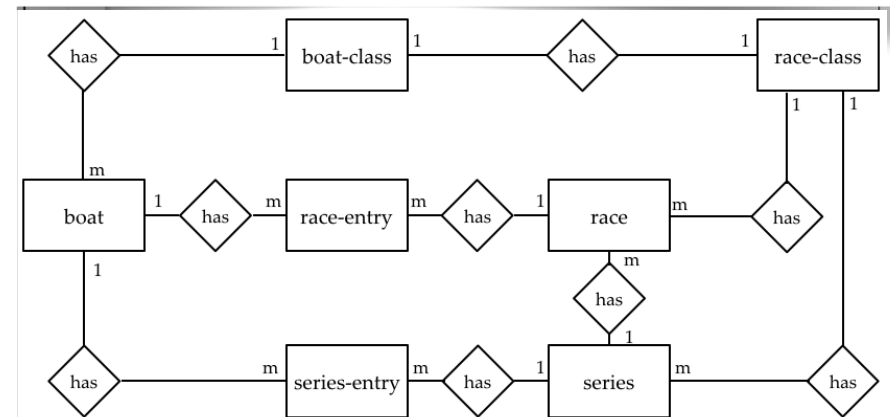 has 1 boat-class 1 has 1 race-class
1 1
m
boat 1 has m race-entry m has 1 race m has
1 m
has
1
has m series-entry m has 1 series m has